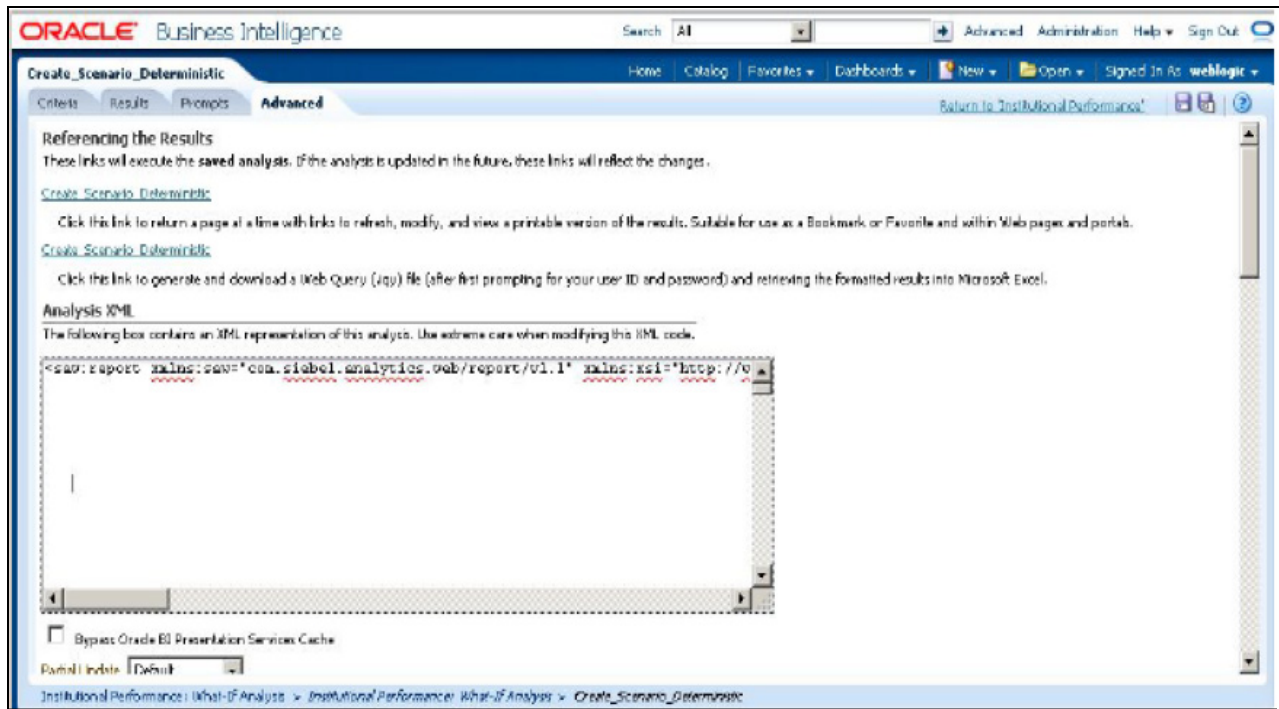 ORACLE Business Intelligence
Search All Advanced Administration Help Sign Out
Create_Scenario_Deterministic
Home Catalog Favorites Dashboards New Open Signed In As weblogic
Criteria Results Prompts Advanced
Return to 'Institutional Performance'
Referencing the Results
These links will execute the saved analysis. If the analysis is updated in the future, these links will reflect the changes.
Create_Scenario_Deterministic
Click this link to return a page at a time with links to refresh, modify, and view a printable version of the results. Suitable for use as a Bookmark or Favorite and within Web pages and portals.
Create_Scenario_Deterministic
Click this link to generate and download a Web Query (.iqy) file (after first prompting for your user ID and password) and retrieving the formatted results into Microsoft Excel.
Analysis XML
The following box contains an XML representation of this analysis. Use extreme care when modifying this XML code.
<saw:report xmlns:saw="com.siebel.analytics.web/report/v1.1" xmlns:xsi="http://
Bypass Oracle BI Presentation Services Cache
Partial Update Default
Institutional Performance: What-If Analysis > Institutional Performance: What-If Analysis > Create_Scenario_Deterministic